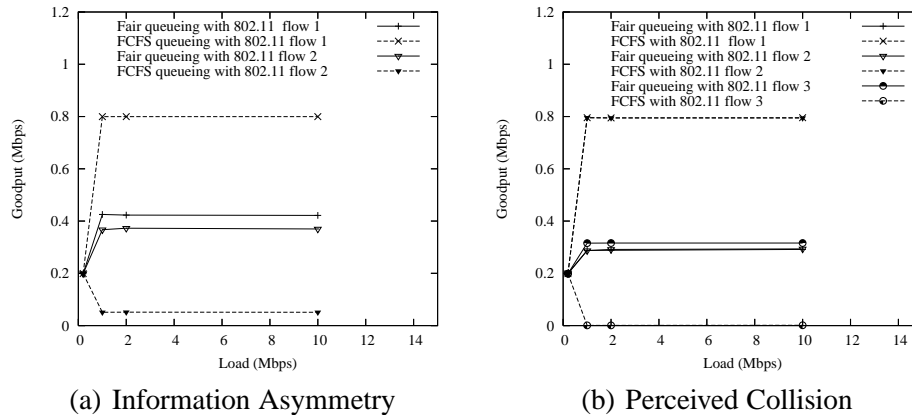 1.2
1
0.8
0.6
0.4
0.2
0
Goodput (Mbps)
Fair queueing with 802.11 flow 1
FCFS queueing with 802.11 flow 1
Fair queueing with 802.11 flow 2
FCFS queueing with 802.11 flow 2
0 2 4 6 8 10 12 14
Load (Mbps)
(a) Information Asymmetry
1.2
1
0.8
0.6
0.4
0.2
0
Goodput (Mbps)
Fair queueing with 802.11 flow 1
FCFS with 802.11 flow 1
Fair queueing with 802.11 flow 2
FCFS with 802.11 flow 2
Fair queueing with 802.11 flow 3
FCFS with 802.11 flow 3
0 2 4 6 8 10 12 14
Load (Mbps)
(b) Perceived Collision